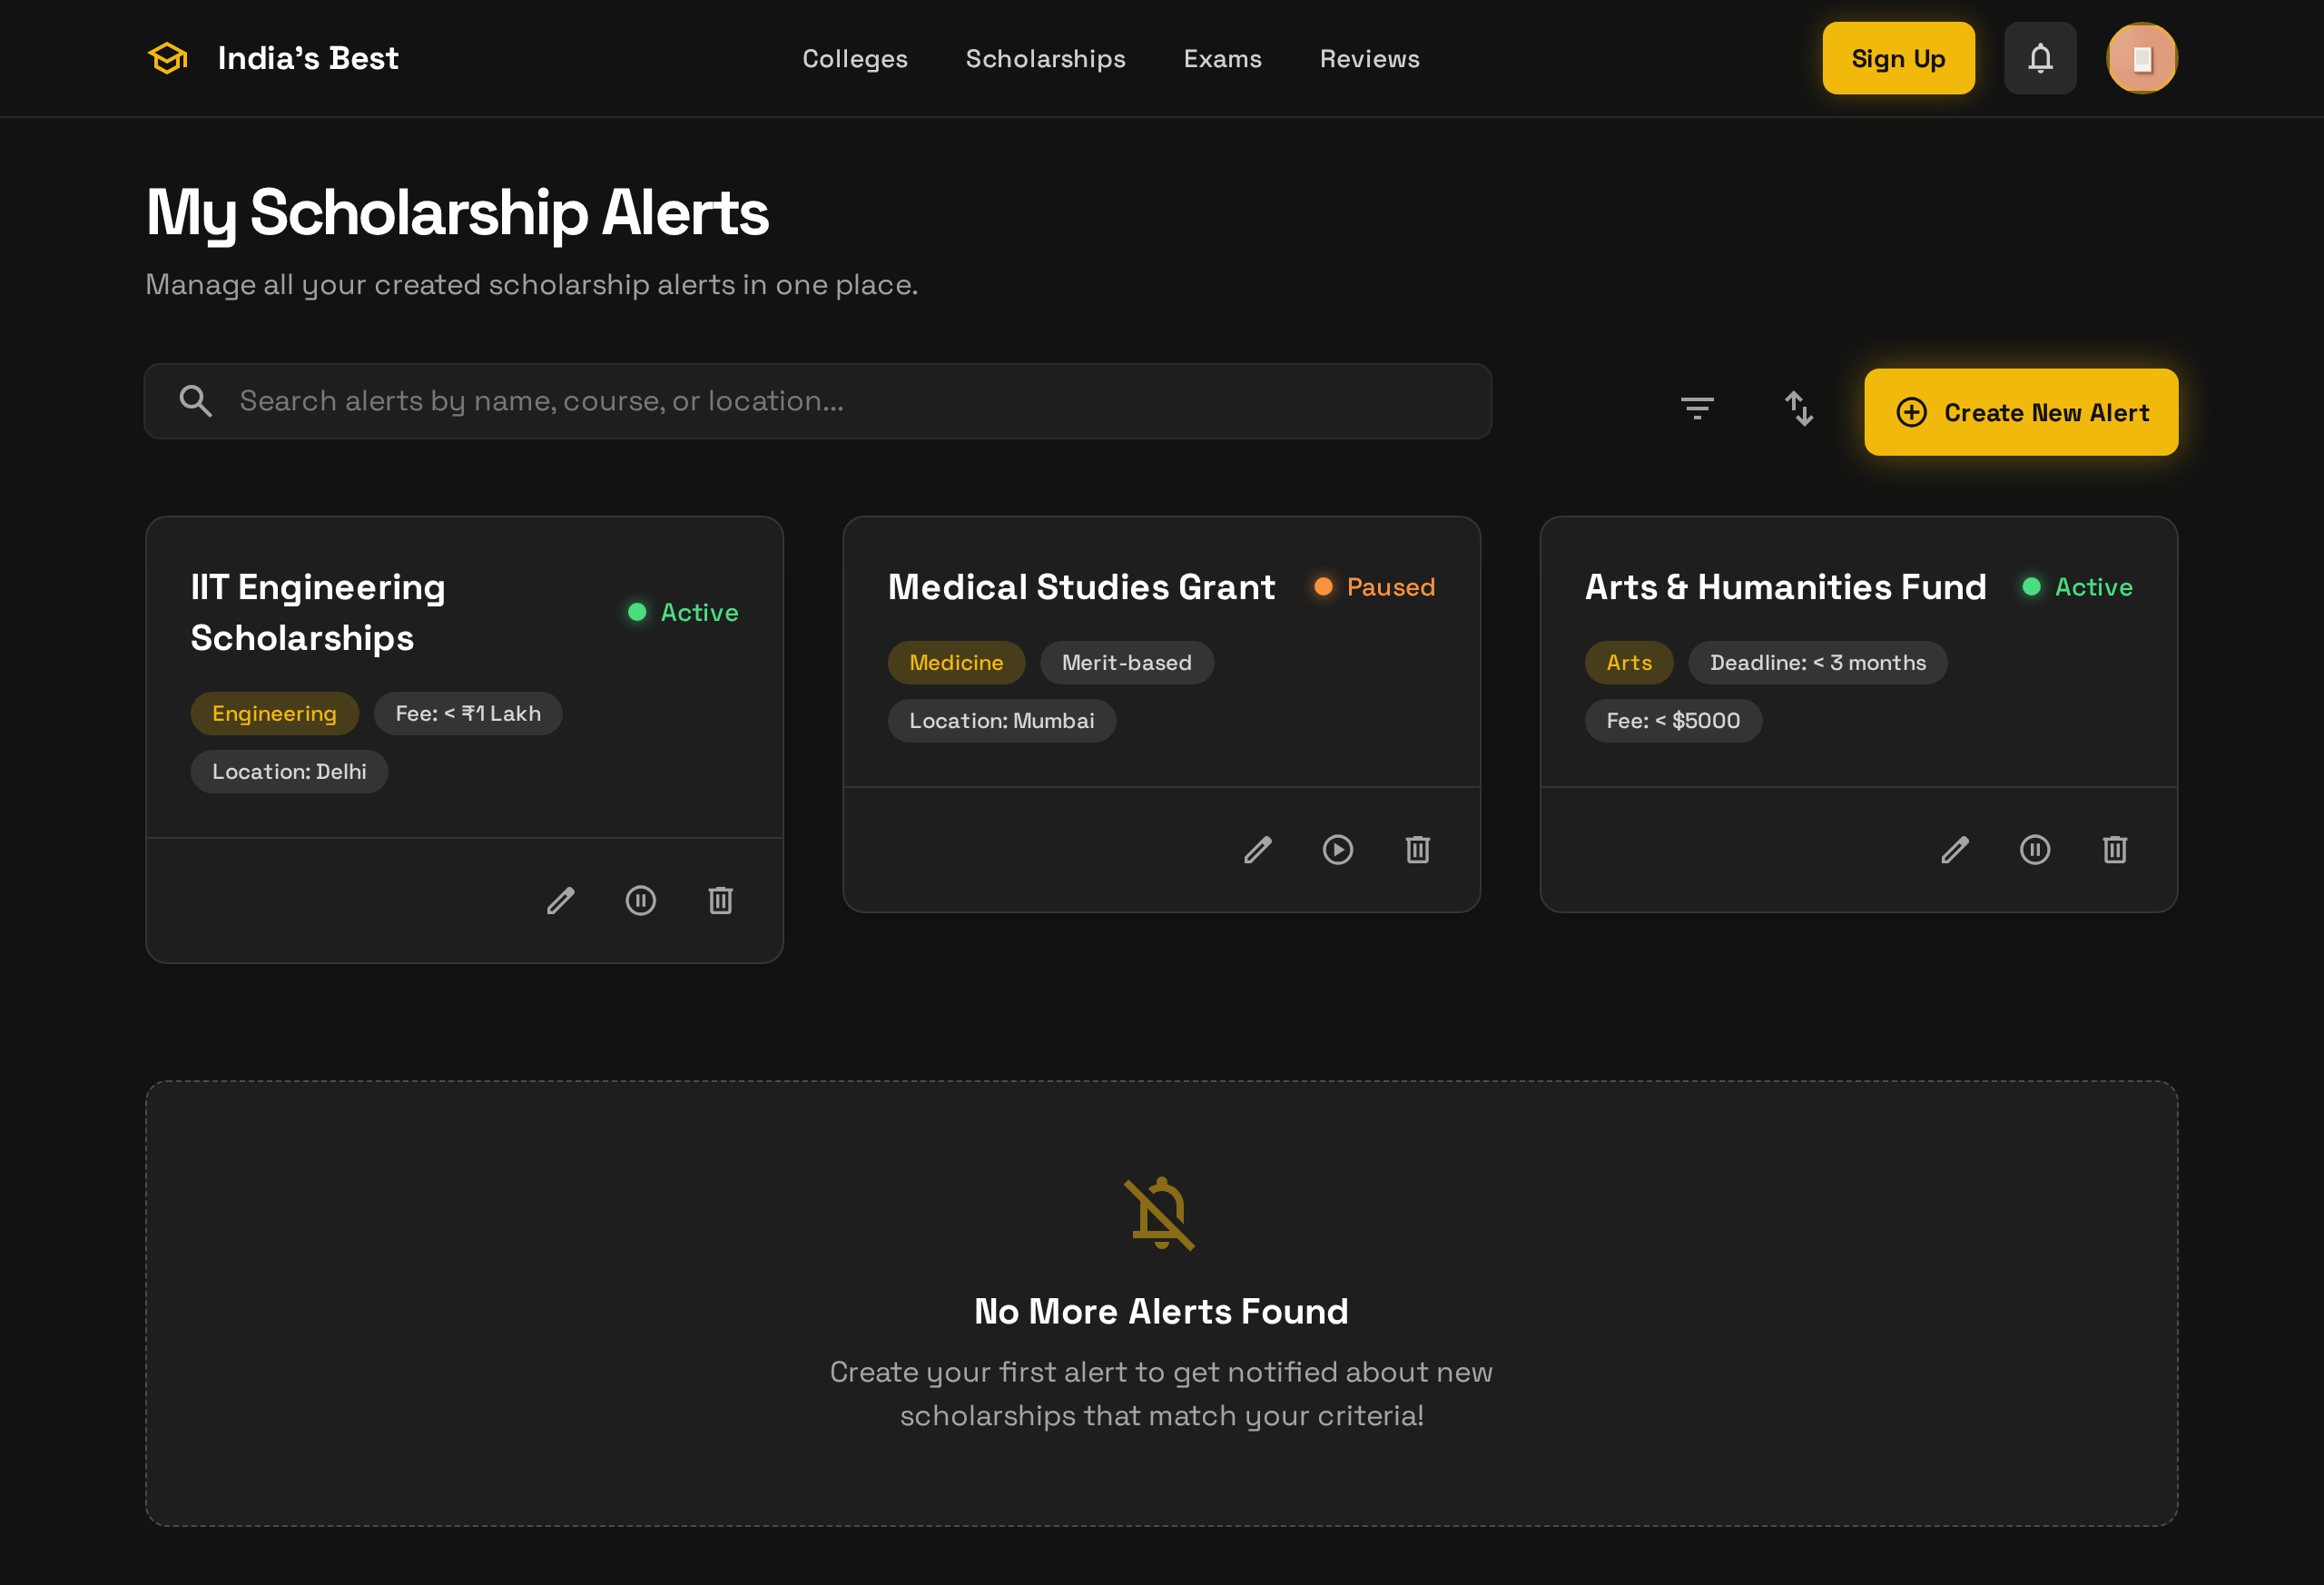 India's Best
Colleges
Scholarships
Exams
Reviews
Sign Up
My Scholarship Alerts
Manage all your created scholarship alerts in one place.
Search alerts by name, course, or location...
Create New Alert
IIT Engineering
Scholarships
Active
Engineering
Fee: < ₹1 Lakh
Location: Delhi
Medical Studies Grant
Paused
Medicine
Merit-based
Location: Mumbai
Arts & Humanities Fund
Active
Arts
Deadline: < 3 months
Fee: < $5000
No More Alerts Found
Create your first alert to get notified about new
scholarships that match your criteria!